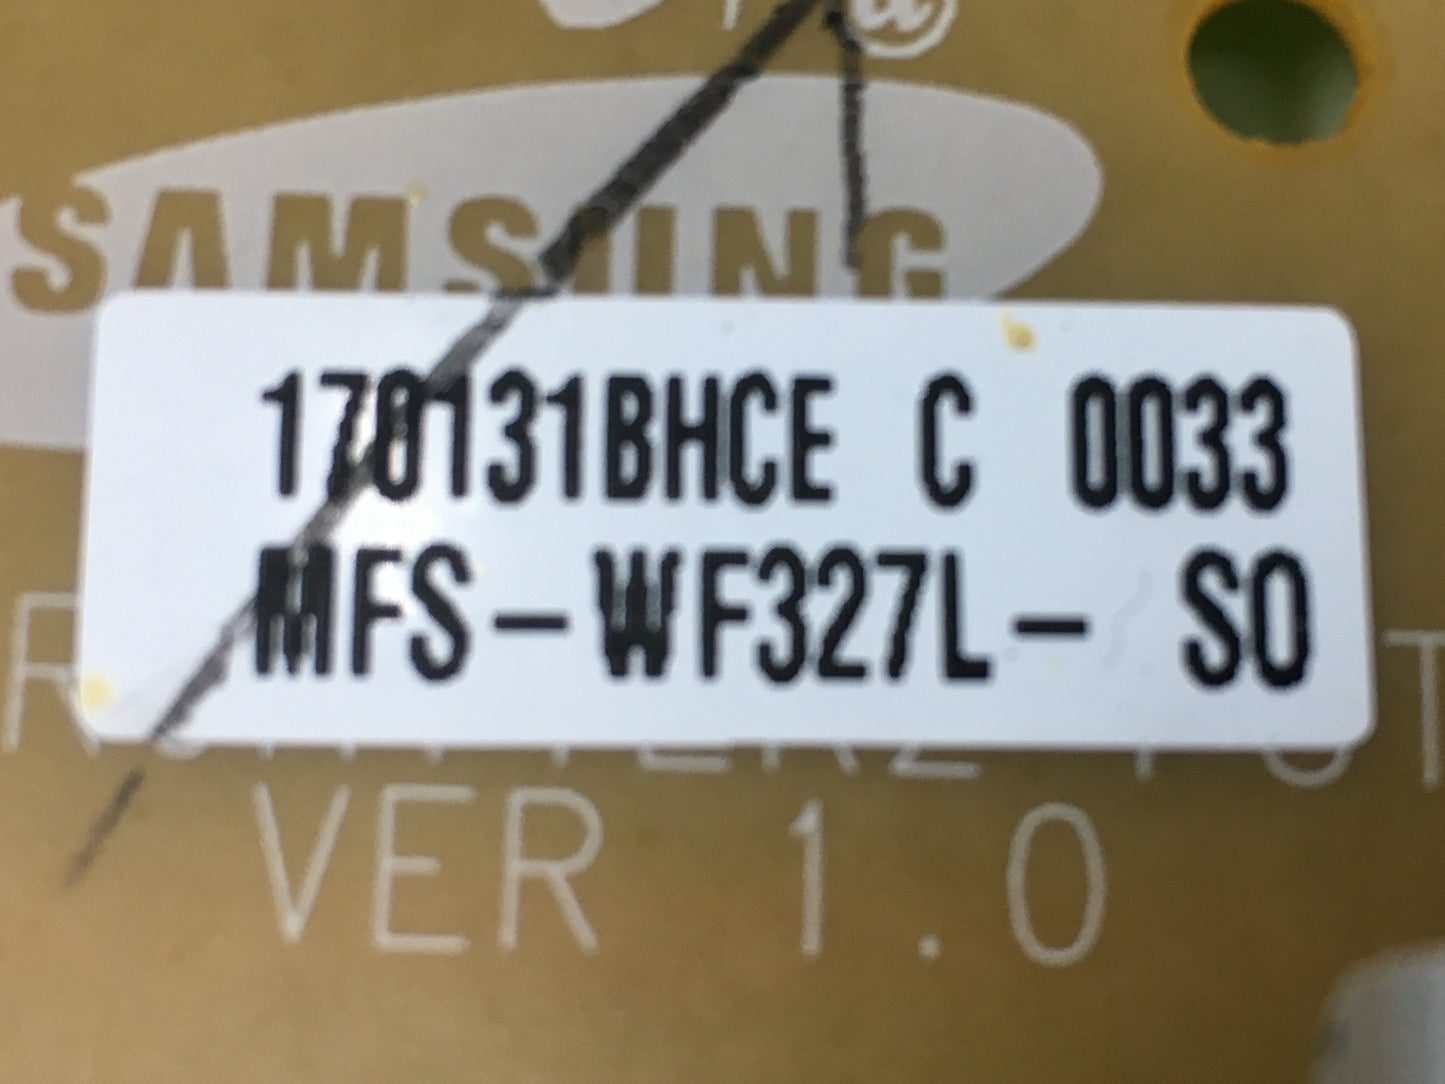 SAMSUNG
170131BHCE C 0033
MFS-WF327L- S0
VER 1.0